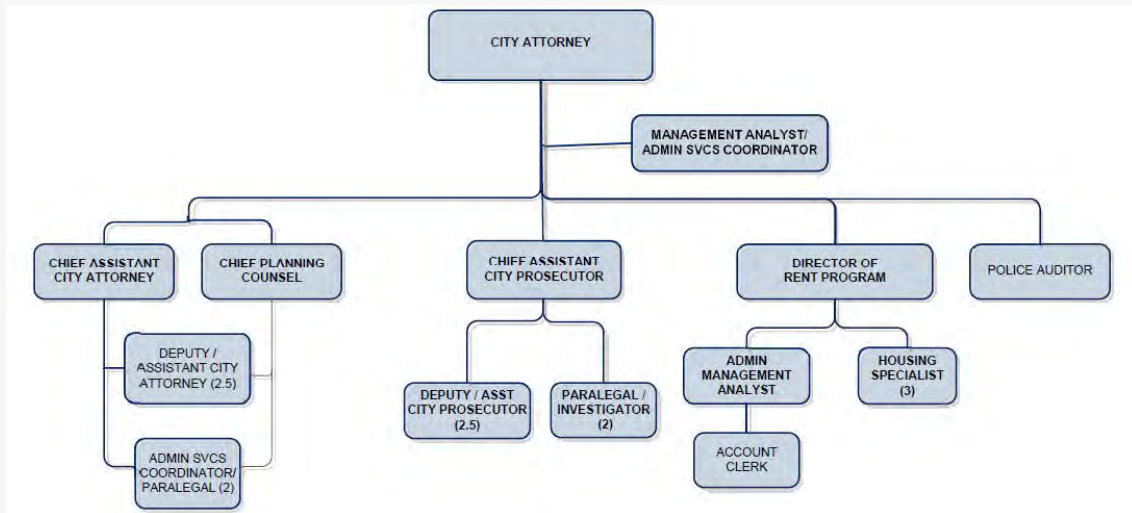 CITY ATTORNEY
MANAGEMENT ANALYST/
ADMIN SVCS COORDINATOR
CHIEF ASSISTANT
CITY ATTORNEY
CHIEF PLANNING
COUNSEL
CHIEF ASSISTANT
CITY PROSECUTOR
DIRECTOR OF
RENT PROGRAM
POLICE AUDITOR
DEPUTY /
ASSISTANT CITY
ATTORNEY (2.5)
ADMIN SVCS
COORDINATOR/
PARALEGAL (2)
DEPUTY / ASST
CITY PROSECUTOR
(2.5)
PARALEGAL /
INVESTIGATOR
(2)
ADMIN
MANAGEMENT
ANALYST
HOUSING
SPECIALIST
(3)
ACCOUNT
CLERK